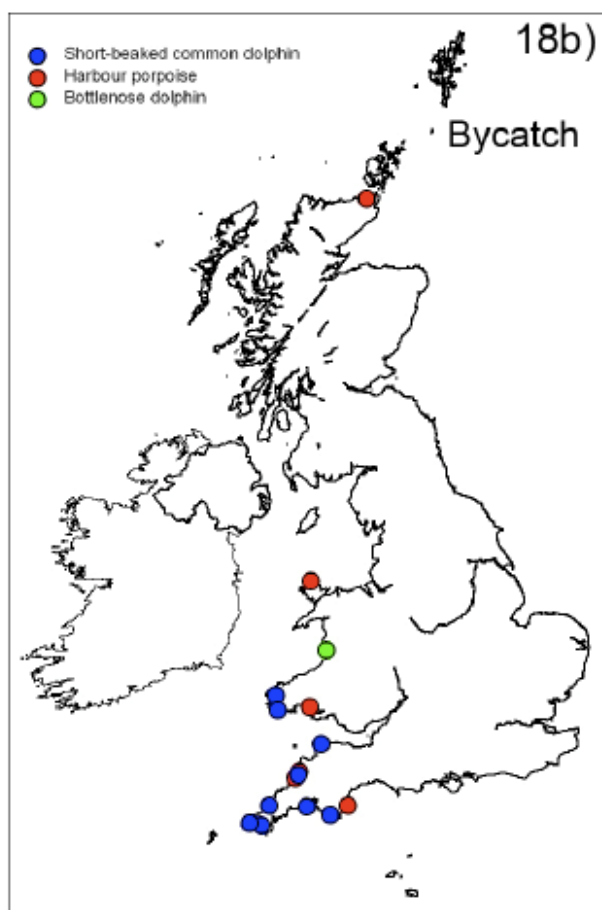 18b)
Short-beaked common dolphin
Harbour porpoise
Bottlenose dolphin
Bycatch